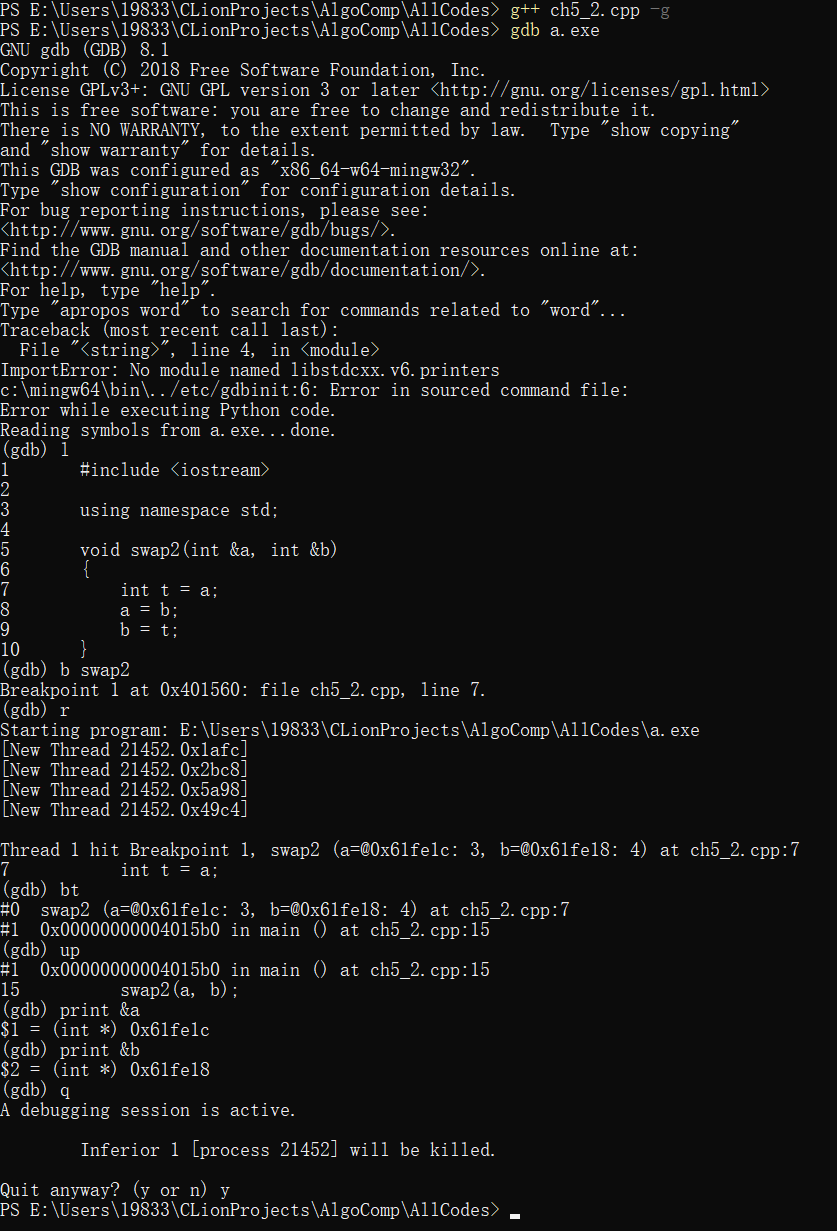 PS E:\Users\19833\CLionProjects\AlgoComp\AllCodes> g++ ch5_2.cpp -g
PS E:\Users\19833\CLionProjects\AlgoComp\AllCodes> gdb a.exe
GNU gdb (GDB) 8.1
Copyright (C) 2018 Free Software Foundation, Inc.
License GPLv3+: GNU GPL version 3 or later <http://gnu.org/licenses/gpl.html>
This is free software: you are free to change and redistribute it.
There is NO WARRANTY, to the extent permitted by law.  Type "show copying"
and "show warranty" for details.
This GDB was configured as "x86_64-w64-mingw32".
Type "show configuration" for configuration details.
For bug reporting instructions, please see:
<http://www.gnu.org/software/gdb/bugs/>.
Find the GDB manual and other documentation resources online at:
<http://www.gnu.org/software/gdb/documentation/>.
For help, type "help".
Type "apropos word" to search for commands related to "word"...
Traceback (most recent call last):
  File "<string>", line 4, in <module>
ImportError: No module named libstdcxx.v6.printers
c:\mingw64\bin\../etc/gdbinit:6: Error in sourced command file:
Error while executing Python code.
Reading symbols from a.exe...done.
(gdb) l
1       #include <iostream>
2
3       using namespace std;
4
5       void swap2(int &a, int &b)
6       {
7           int t = a;
8           a = b;
9           b = t;
10      }
(gdb) b swap2
Breakpoint 1 at 0x401560: file ch5_2.cpp, line 7.
(gdb) r
Starting program: E:\Users\19833\CLionProjects\AlgoComp\AllCodes\a.exe
[New Thread 21452.0x1afc]
[New Thread 21452.0x2bc8]
[New Thread 21452.0x5a98]
[New Thread 21452.0x49c4]

Thread 1 hit Breakpoint 1, swap2 (a=@0x61fe1c: 3, b=@0x61fe18: 4) at ch5_2.cpp:7
7           int t = a;
(gdb) bt
#0  swap2 (a=@0x61fe1c: 3, b=@0x61fe18: 4) at ch5_2.cpp:7
#1  0x00000000004015b0 in main () at ch5_2.cpp:15
(gdb) up
#1  0x00000000004015b0 in main () at ch5_2.cpp:15
15          swap2(a, b);
(gdb) print &a
$1 = (int *) 0x61fe1c
(gdb) print &b
$2 = (int *) 0x61fe18
(gdb) q
A debugging session is active.

        Inferior 1 [process 21452] will be killed.

Quit anyway? (y or n) y
PS E:\Users\19833\CLionProjects\AlgoComp\AllCodes>